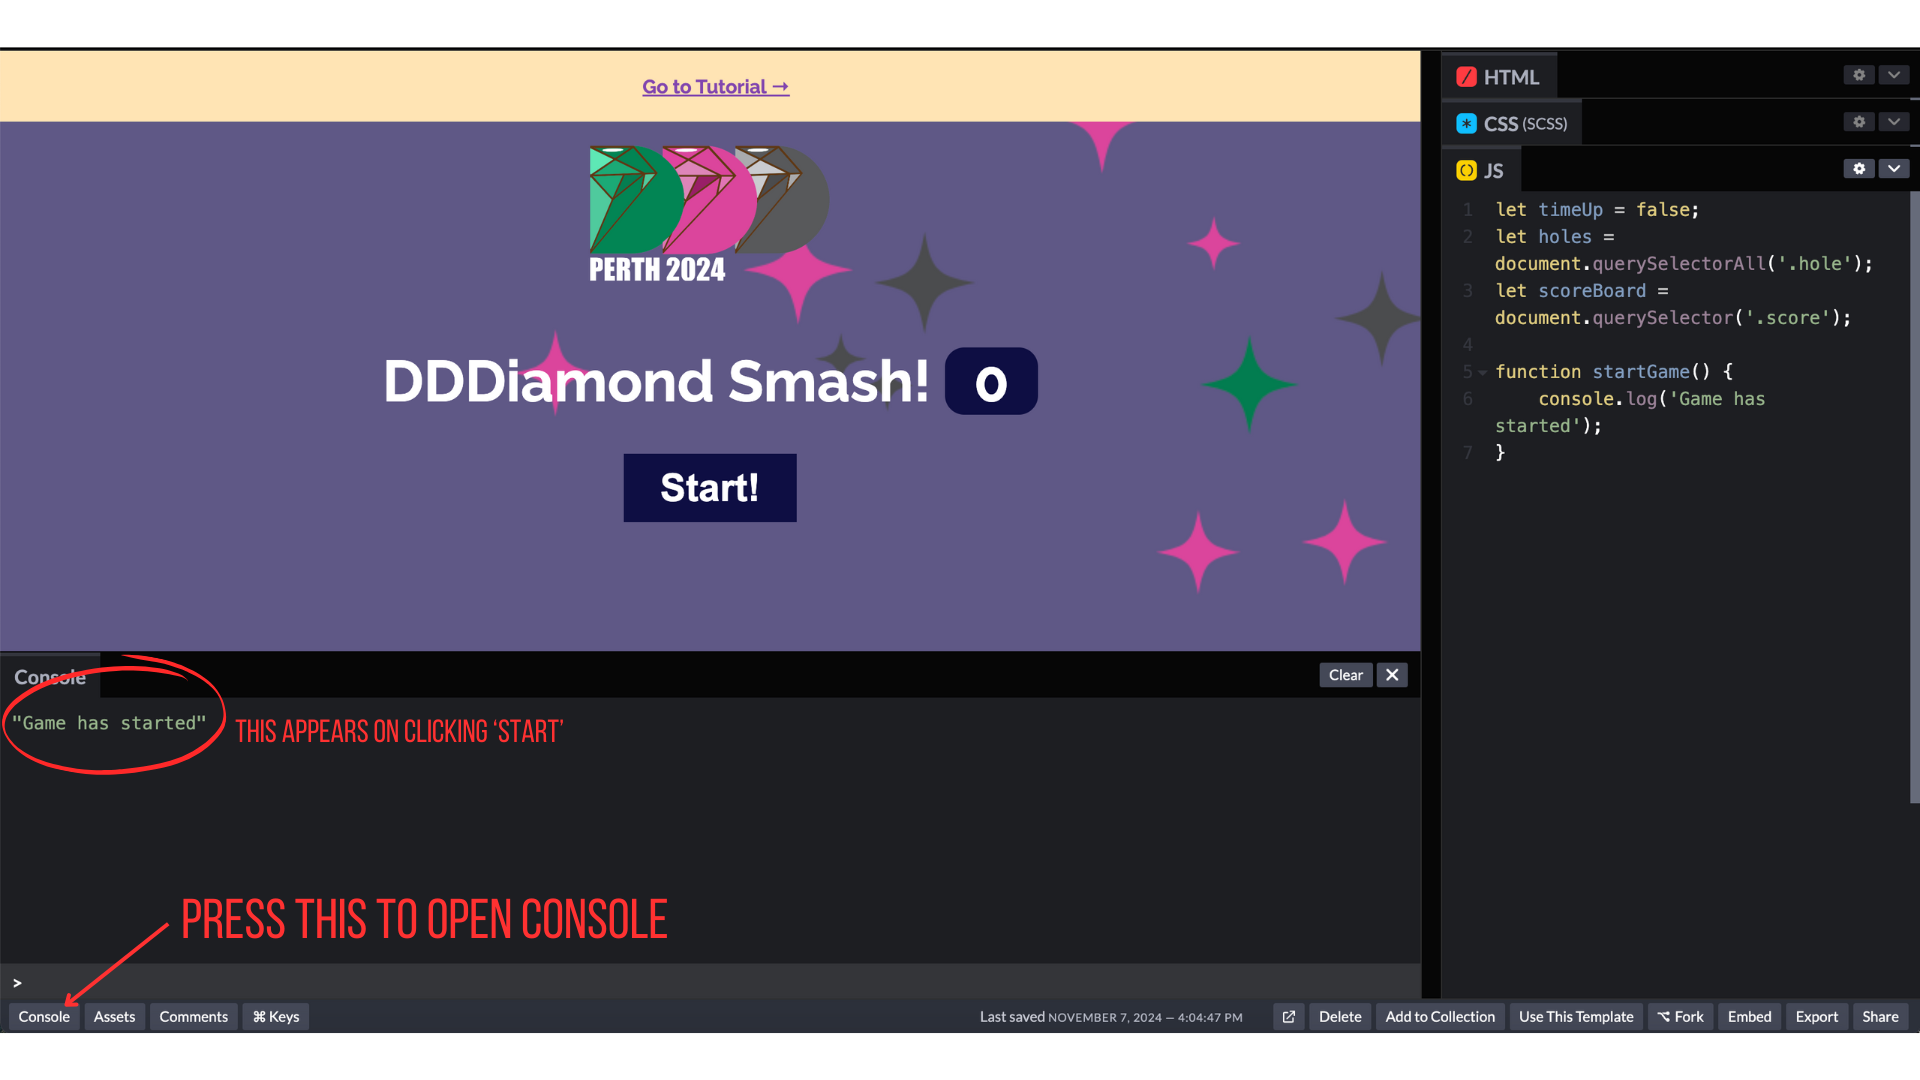 Go to Tutorial →
PERTH 2024
DDDiamond Smash! 0
Start!
Console
Clear
"Game has started"
THIS APPEARS ON CLICKING ‘START’
PRESS THIS TO OPEN CONSOLE
>
HTML
CSS (SCSS)
JS
1 let timeUp = false;
2 let holes =
document.querySelectorAll('.hole');
3 let scoreBoard =
document.querySelector('.score');
4
5 function startGame() {
6 console.log('Game has
started');
7 }
Console Assets Comments ⌘ Keys Last saved NOVEMBER 7, 2024 — 4:04:47 PM Delete Add to Collection Use This Template ⌥ Fork Embed Export Share